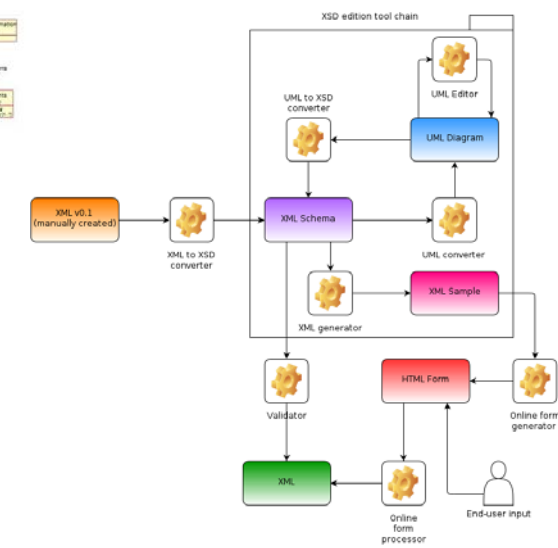 XSD edition tool chain
UML Editor
UML to XSD
converter
UML Diagram
XML v0.1
(manually created)
XML Schema
XML to XSD
converter
UML converter
XML Sample
XML generator
HTML Form
Validator
Online form
generator
XML
End-user input
Online
form
processor